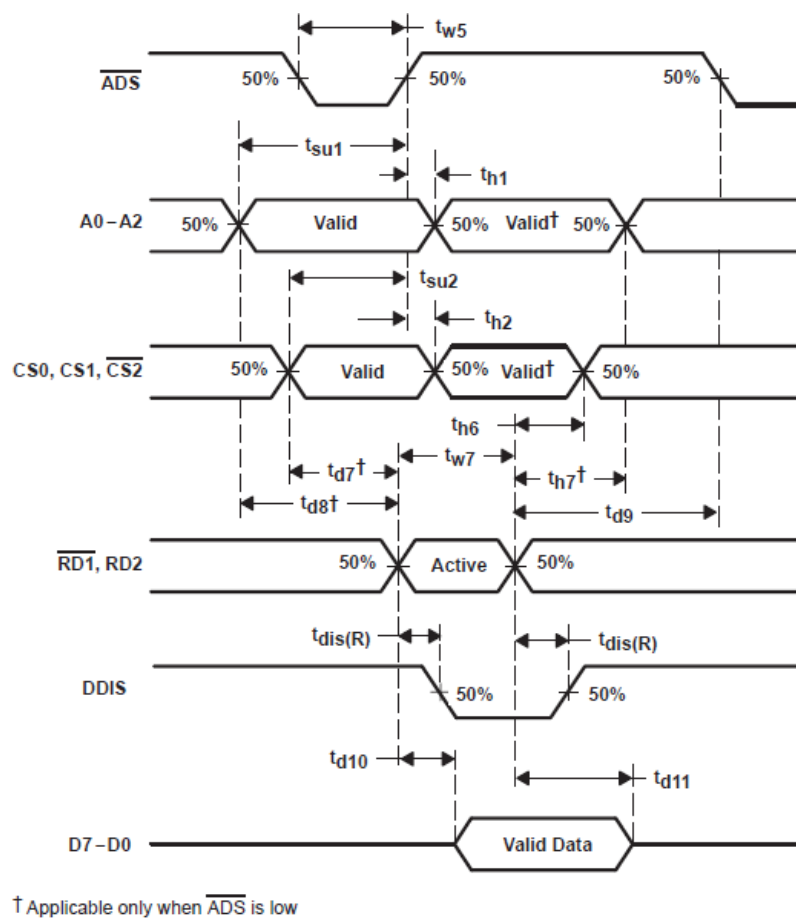 tw5
ADS 50% 50% 50%
tsu1
th1
A0–A2 50% Valid 50% Valid† 50%
tsu2
th2
CS0, CS1, CS2 50% Valid 50% Valid† 50%
th6
tw7
td7† th7†
td8† td9
RD1, RD2 50% Active 50%
tdis(R) tdis(R)
DDIS 50% 50%
td10
td11
D7–D0 Valid Data
† Applicable only when ADS is low